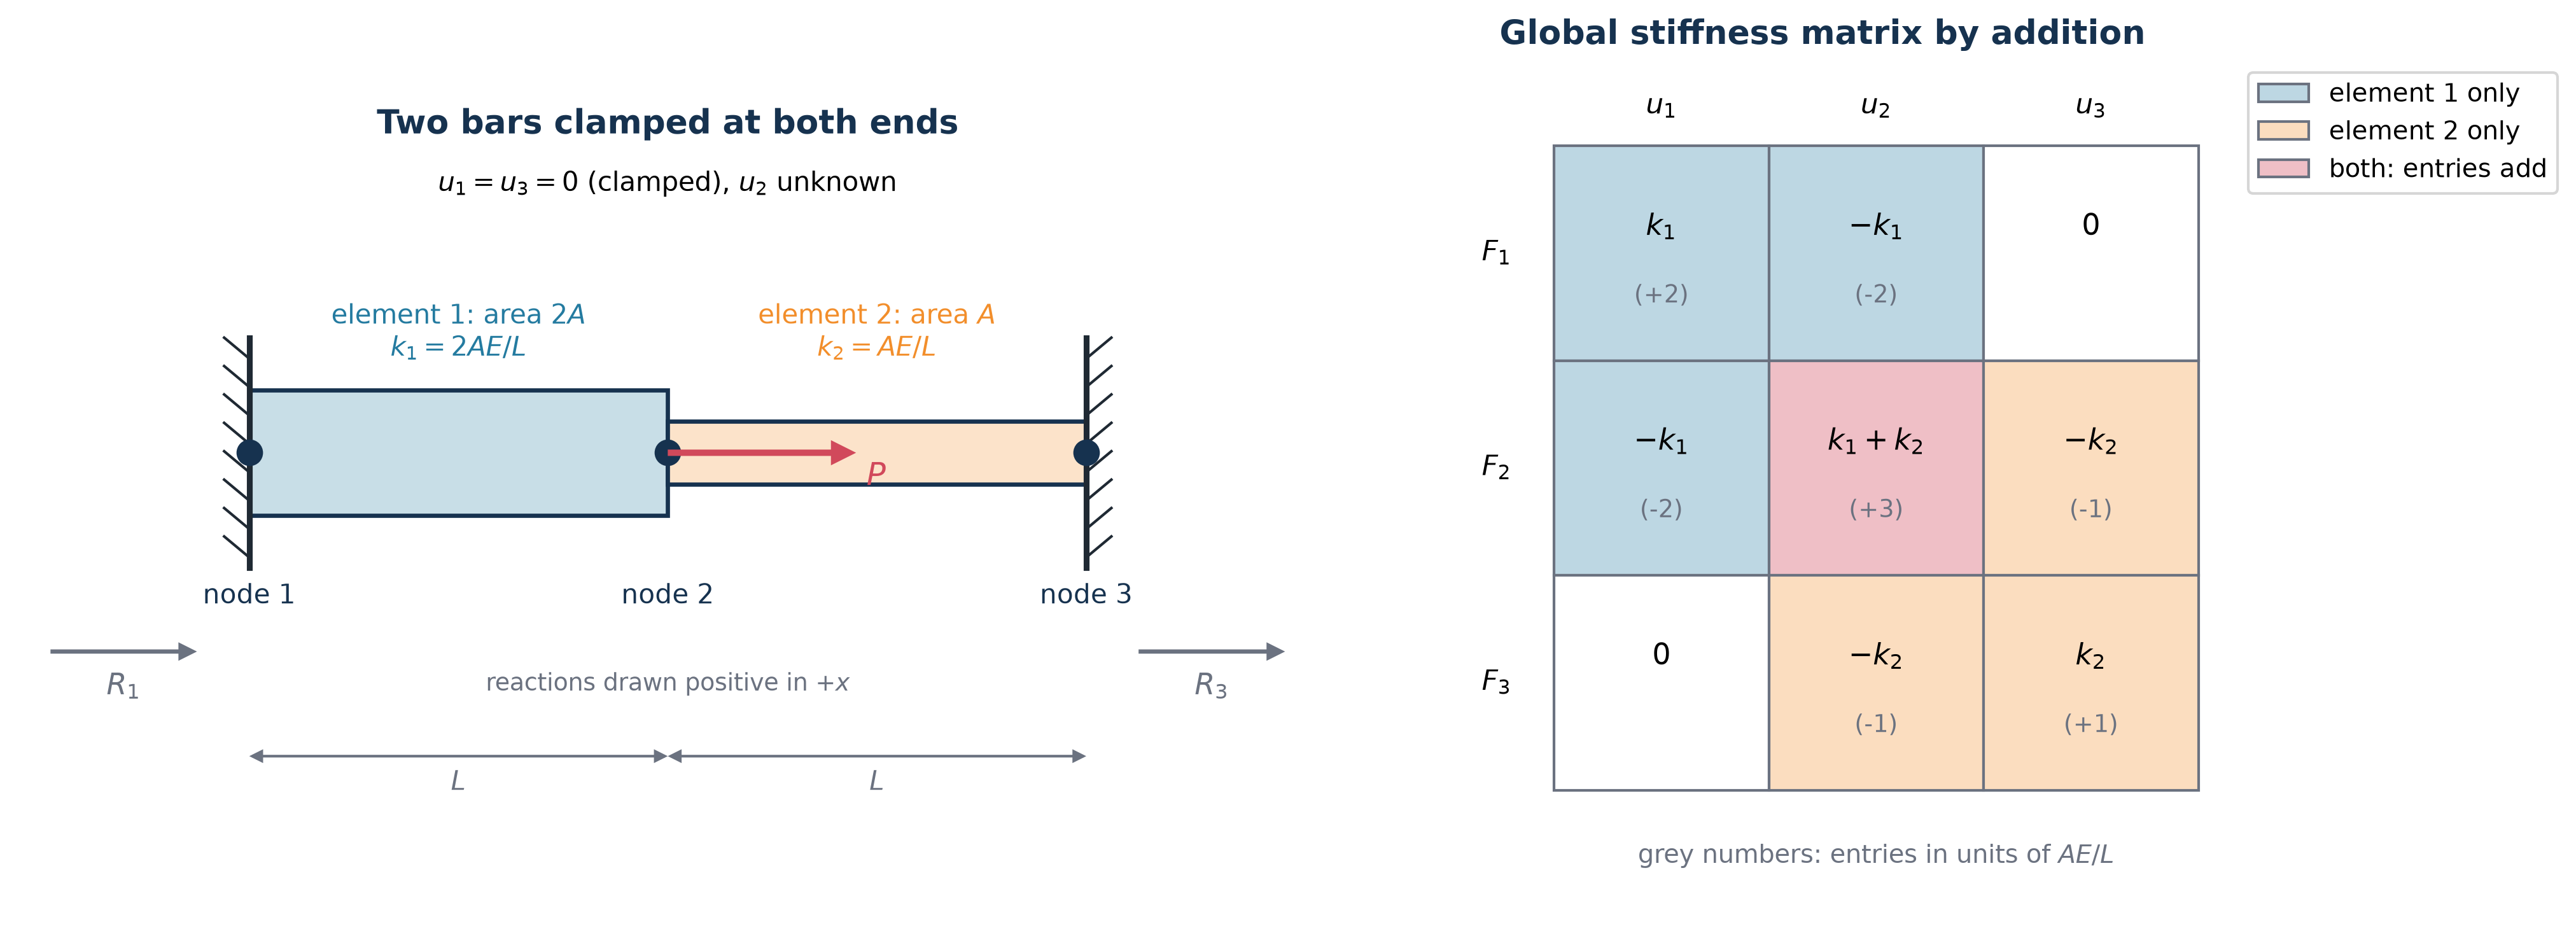 Two bars clamped at both ends
u₁ = u₃ = 0 (clamped), u₂ unknown
element 1: area 2A
k₁ = 2AE/L
element 2: area A
k₂ = AE/L
P
node 1
node 2
node 3
R₁
reactions drawn positive in +x
R₃
L
L
Global stiffness matrix by addition
u₁
u₂
u₃
F₁
k₁
(+2)
−k₁
(-2)
0
F₂
−k₁
(-2)
k₁ + k₂
(+3)
−k₂
(-1)
F₃
0
−k₂
(-1)
k₂
(+1)
grey numbers: entries in units of AE/L
element 1 only
element 2 only
both: entries add